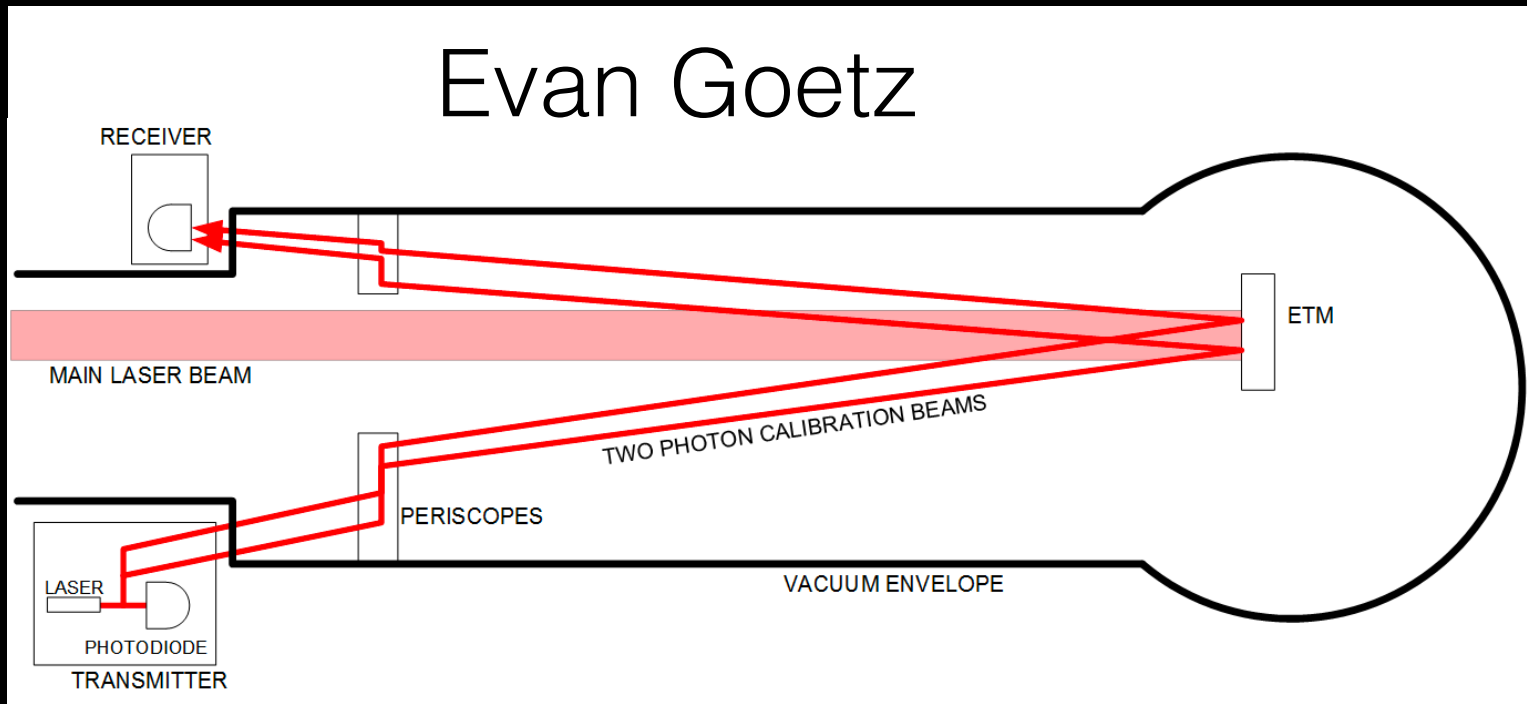 Evan Goetz
RECEIVER
ETM
MAIN LASER BEAM
TWO PHOTON CALIBRATION BEAMS
PERISCOPES
VACUUM ENVELOPE
LASER
PHOTODIODE
TRANSMITTER